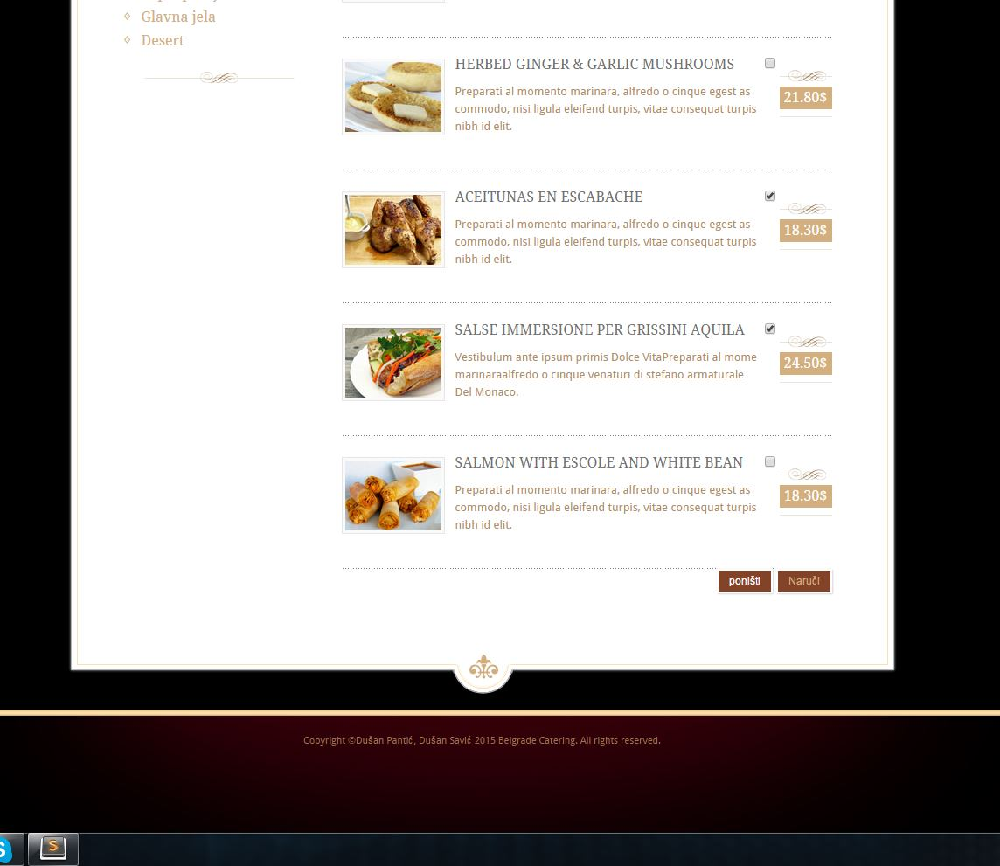 Glavna jela
Desert
HERBED GINGER & GARLIC MUSHROOMS
Preparati al momento marinara, alfredo o cinque egest as
commodo, nisi ligula eleifend turpis, vitae consequat turpis
nibh id elit.
21.80$
ACEITUNAS EN ESCABACHE
Preparati al momento marinara, alfredo o cinque egest as
commodo, nisi ligula eleifend turpis, vitae consequat turpis
nibh id elit.
18.30$
SALSE IMMERSIONE PER GRISSINI AQUILA
Vestibulum ante ipsum primis Dolce VitaPreparati al mome
marinaraalfredo o cinque venaturi di stefano armaturale
Del Monaco.
24.50$
SALMON WITH ESCOLE AND WHITE BEAN
Preparati al momento marinara, alfredo o cinque egest as
commodo, nisi ligula eleifend turpis, vitae consequat turpis
nibh id elit.
18.30$
poništi
Naruči
Copyright ©Dušan Pantić, Dušan Savić 2015 Belgrade Catering. All rights reserved.
S
S